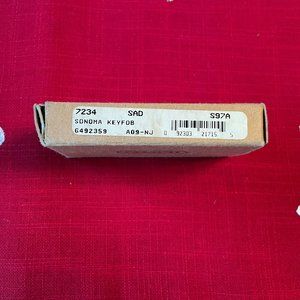 7234 SAD S97A
SONOMA KEYFOB
6492359 A09-NJ 0 92303 21715 5